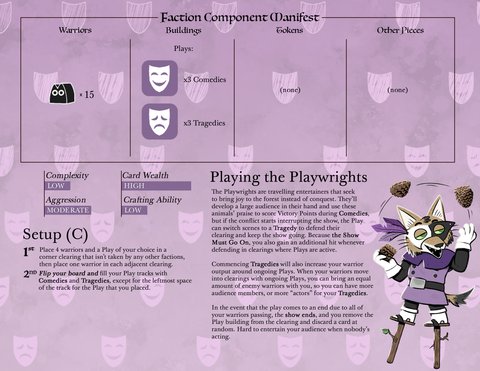 Faction Component Manifest
Warriors
Buildings
Tokens
Other Pieces
Plays:
x 15
x3 Comedies
x3 Tragedies
(none)
(none)
Complexity
LOW
Card Wealth
HIGH
Aggression
MODERATE
Crafting Ability
LOW
Setup (C)
1ST Place 4 warriors and a Play of your choice in a
corner clearing that isn't taken by any other factions,
then place one warrior in each adjacent clearing.
2ND Flip your board and fill your Play tracks with
Comedies and Tragedies, except for the leftmost space
of the track for the Play that you placed.
Playing the Playwrights
The Playwrights are travelling entertainers that seek
to bring joy to the forest instead of conquest. They'll
develop a large audience in their hand and use these
animals' praise to score Victory Points during Comedies,
but if the conflict starts interrupting the show, the Play
can switch scenes to a Tragedy to defend their
clearing and keep the show going. Because the Show
Must Go On, you also gain an additional hit whenever
defending in clearings where Plays are active.
Commencing Tragedies will also increase your warrior
output around ongoing Plays. When your warriors move
into clearings with ongoing Plays, you can bring an equal
amount of enemy warriors with you, so you can have more
audience members, or more "actors" for your Tragedies.
In the event that the play comes to an end due to all of
your warriors passing, the show ends, and you remove the
Play building from the clearing and discard a card at
random. Hard to entertain your audience when nobody's
acting.